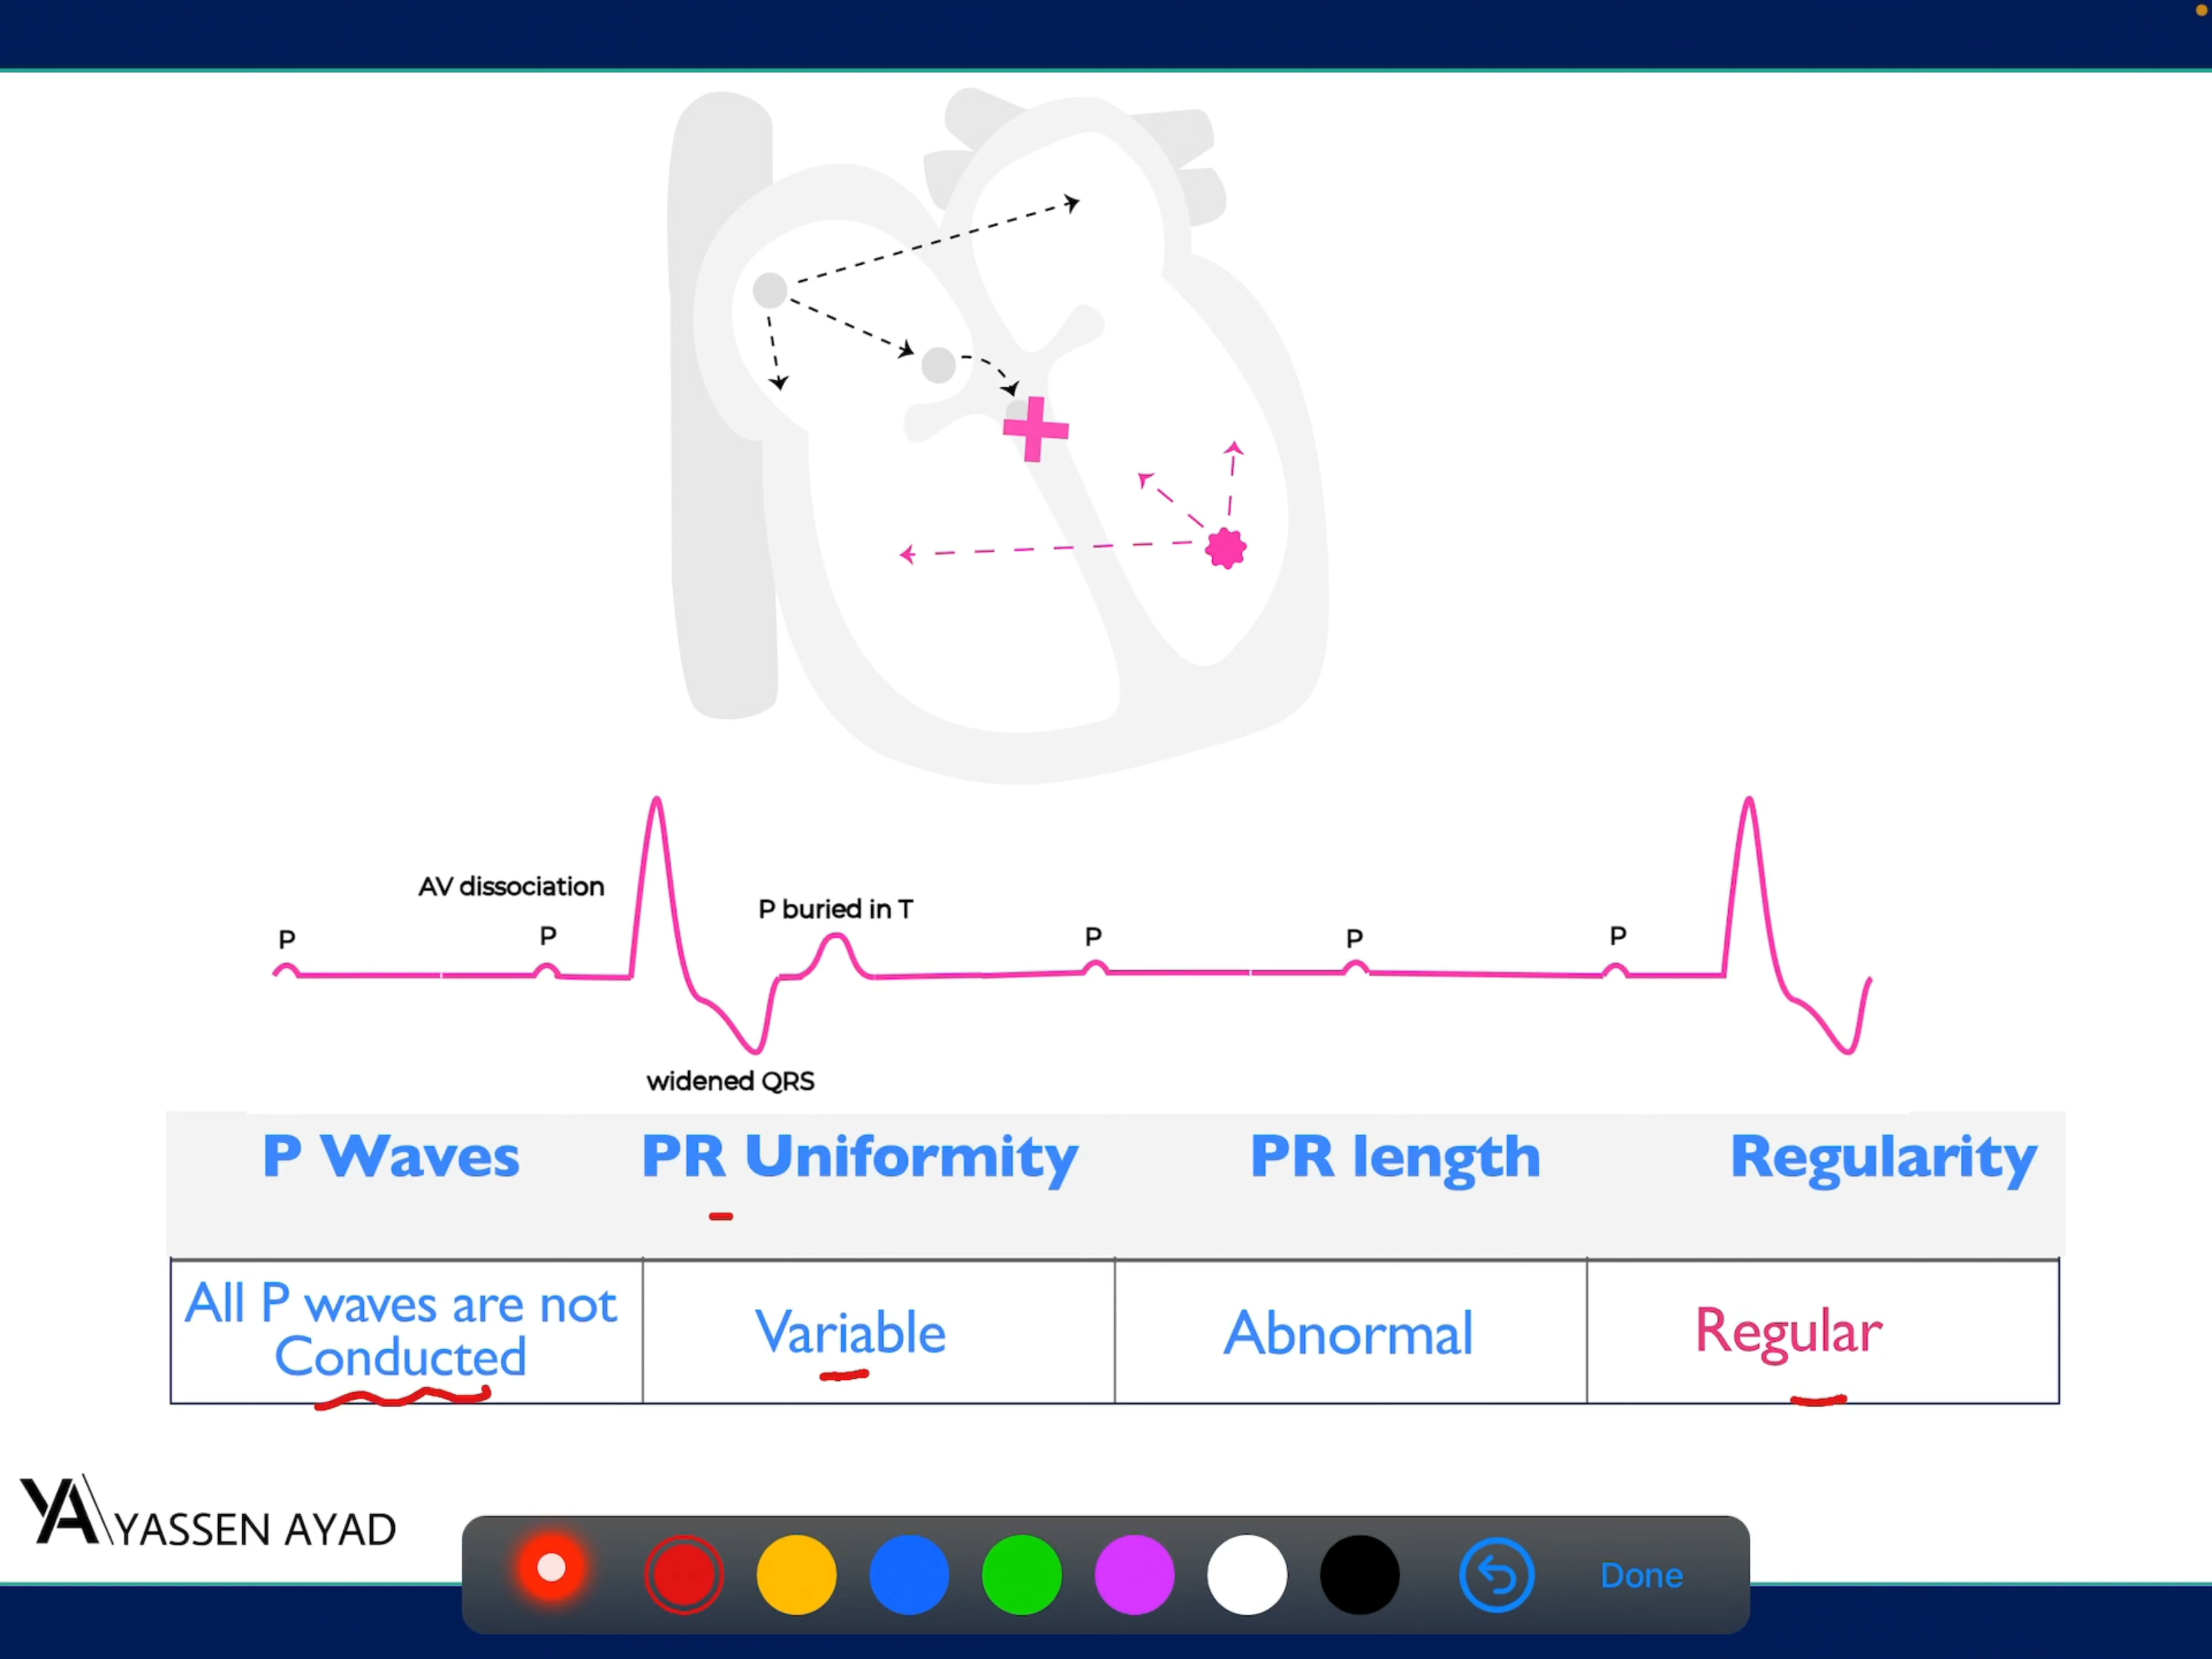 AV dissociation
P buried in T
P
P
P
P
P
widened QRS
P Waves
PR Uniformity
PR length
Regularity
All P waves are not
Conducted
Variable
Abnormal
Regular
YA YASSEN AYAD
Done